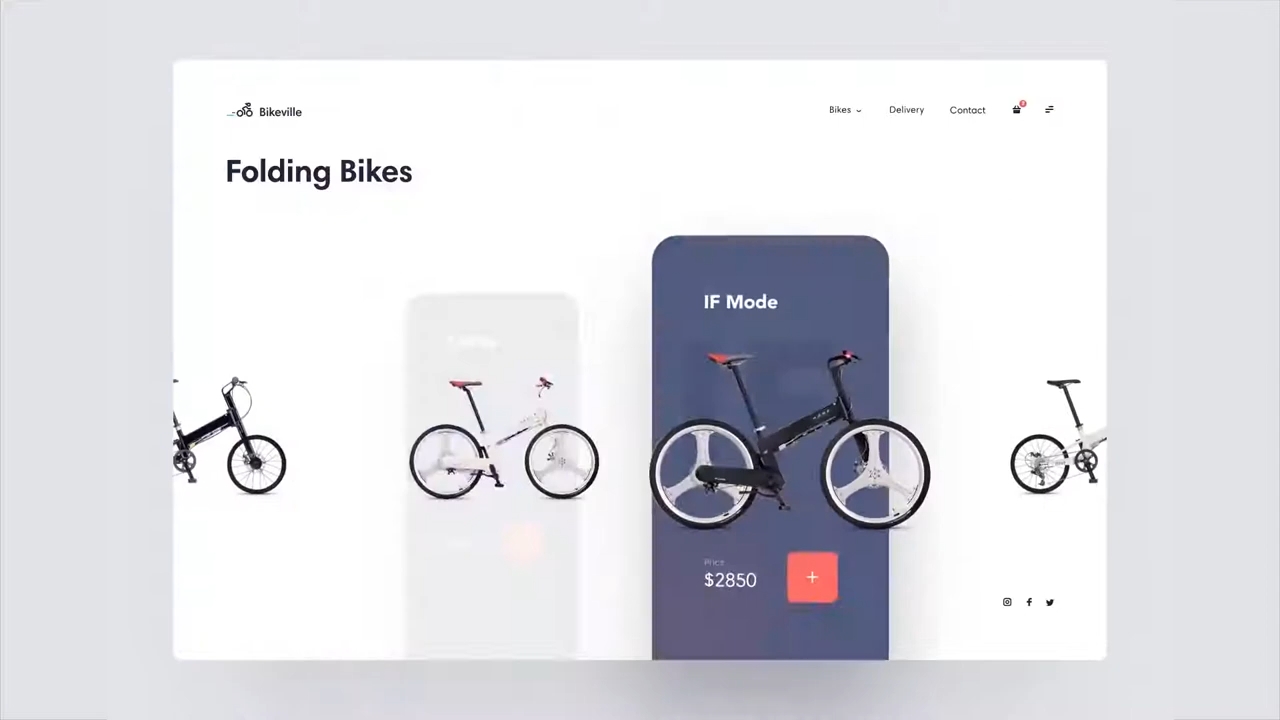 Bikeville
Bikes
Delivery
Contact
Folding Bikes
IF Mode
Price
$2850
+